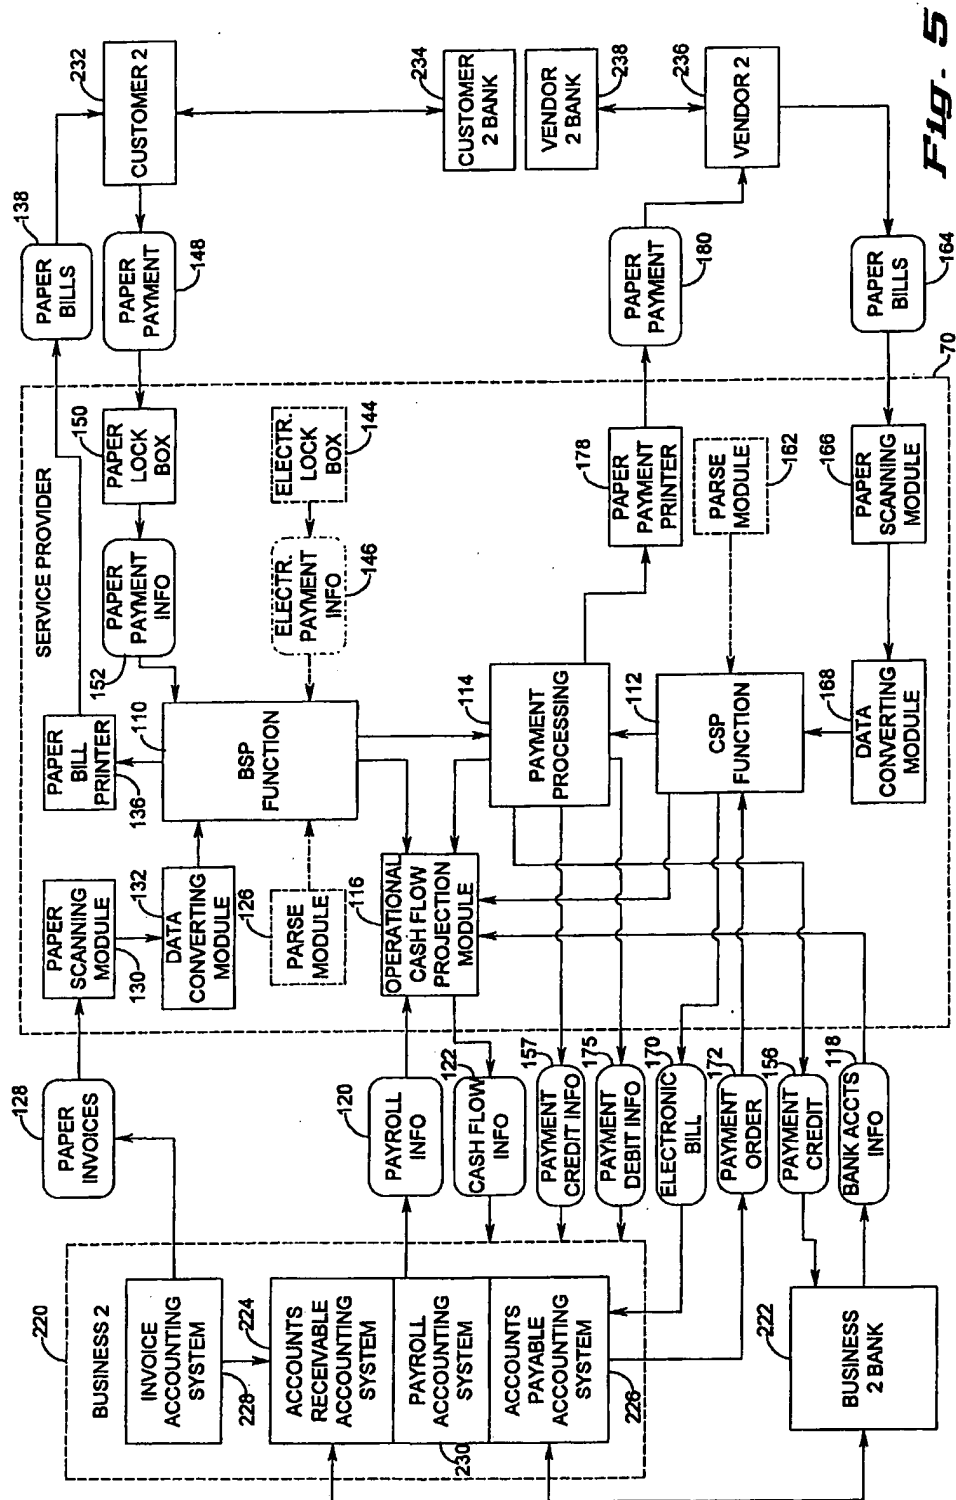 Fig. 5
220
BUSINESS 2
INVOICE
ACCOUNTING
SYSTEM
228
224
ACCOUNTS
RECEIVABLE
ACCOUNTING
SYSTEM
PAYROLL
ACCOUNTING
SYSTEM
230
ACCOUNTS
PAYABLE
ACCOUNTING
SYSTEM
226
222
BUSINESS
2 BANK
128
PAPER
INVOICES
120
PAYROLL
INFO
122
CASH FLOW
INFO
157
PAYMENT
CREDIT INFO
175
PAYMENT
DEBIT INFO
170
ELECTRONIC
BILL
172
PAYMENT
ORDER
156
PAYMENT
CREDIT
118
BANK ACCTS
INFO
SERVICE PROVIDER
70
PAPER
SCANNING
MODULE
130
132
DATA
CONVERTING
MODULE
126
PARSE
MODULE
116
OPERATIONAL
CASH FLOW
PROJECTION
MODULE
PAPER
BILL
PRINTER
136
110
BSP
FUNCTION
114
PAYMENT
PROCESSING
112
CSP
FUNCTION
168
DATA
CONVERTING
MODULE
150
PAPER
LOCK
BOX
152
PAPER
PAYMENT
INFO
144
ELECTR.
LOCK
BOX
146
ELECTR.
PAYMENT
INFO
178
PAPER
PAYMENT
PRINTER
162
PARSE
MODULE
166
PAPER
SCANNING
MODULE
138
PAPER
BILLS
148
PAPER
PAYMENT
180
PAPER
PAYMENT
164
PAPER
BILLS
232
CUSTOMER 2
234
CUSTOMER
2 BANK
238
VENDOR
2 BANK
236
VENDOR 2